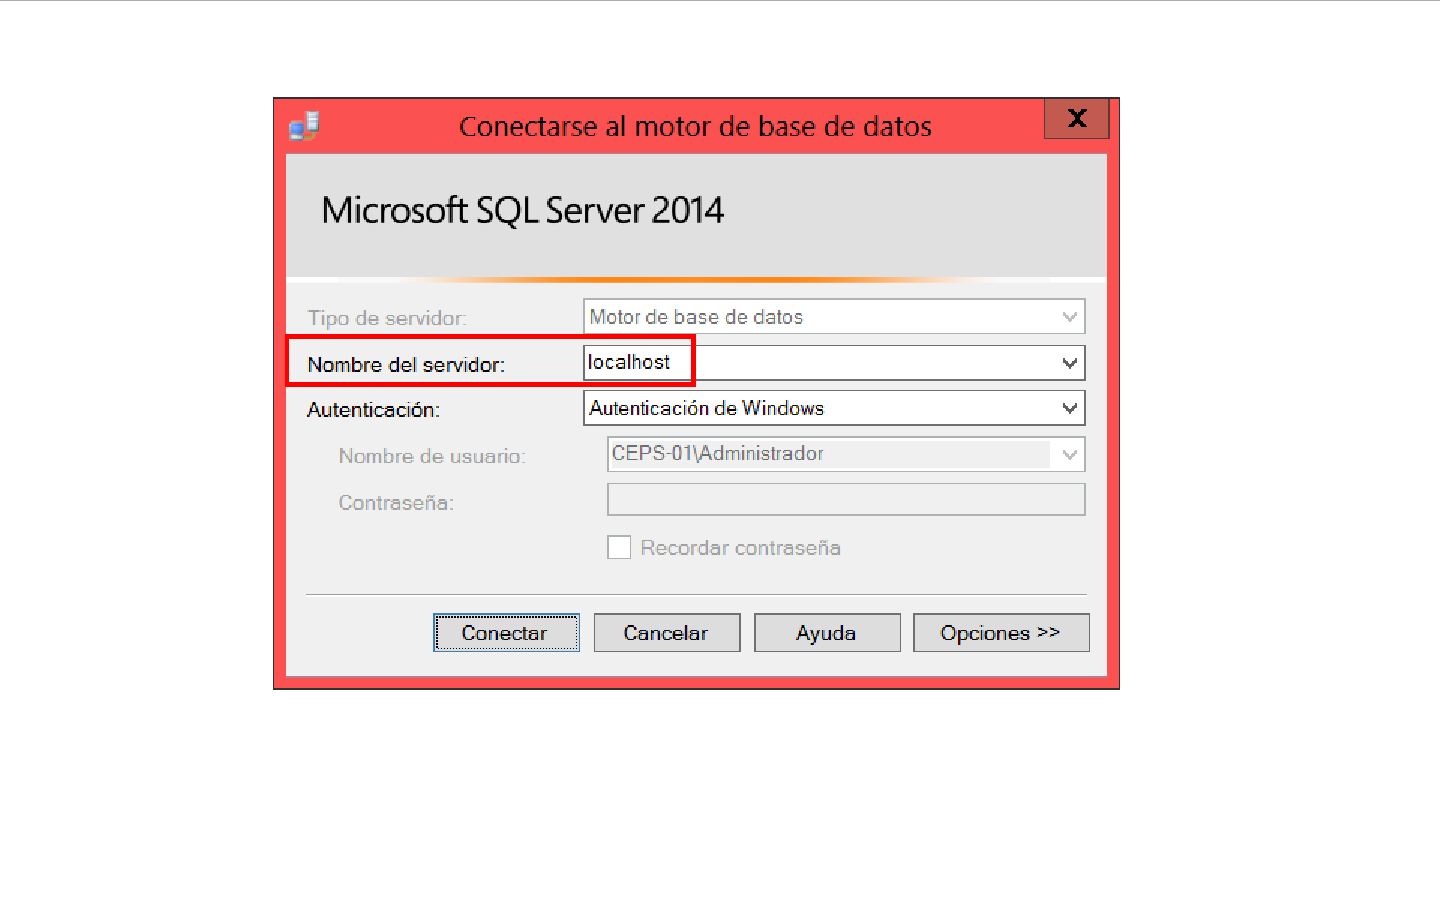 Conectarse al motor de base de datos
X
Microsoft SQL Server 2014
Tipo de servidor: Motor de base de datos
Nombre del servidor: localhost
Autenticación: Autenticación de Windows
Nombre de usuario: CEPS-01\Administrador
Contraseña:
Recordar contraseña
Conectar Cancelar Ayuda Opciones >>